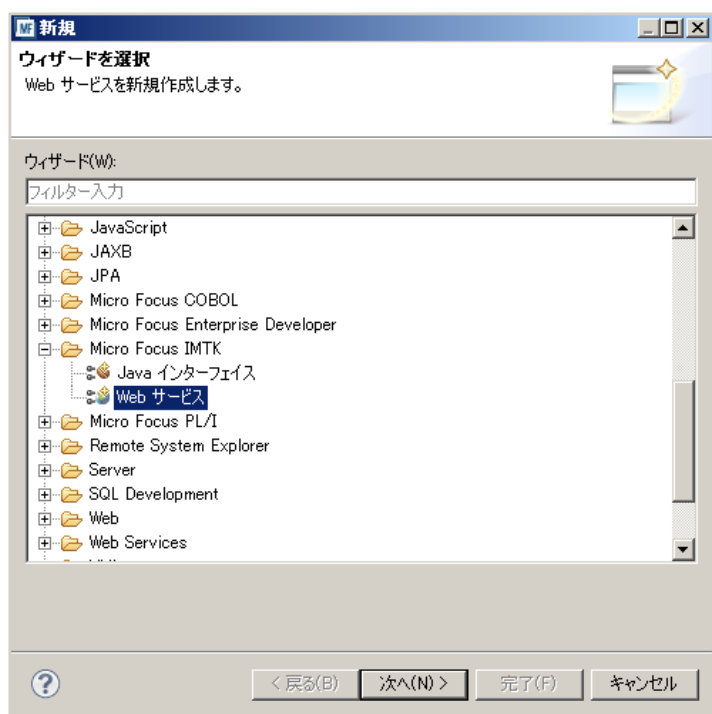 新規
ウィザードを選択
Web サービスを新規作成します。
ウィザード(W):
フィルター入力
JavaScript
JAXB
JPA
Micro Focus COBOL
Micro Focus Enterprise Developer
Micro Focus IMTK
Java インターフェイス
Web サービス
Micro Focus PL/I
Remote System Explorer
Server
SQL Development
Web
Web Services
< 戻る(B) 次へ(N) > 完了(F) キャンセル